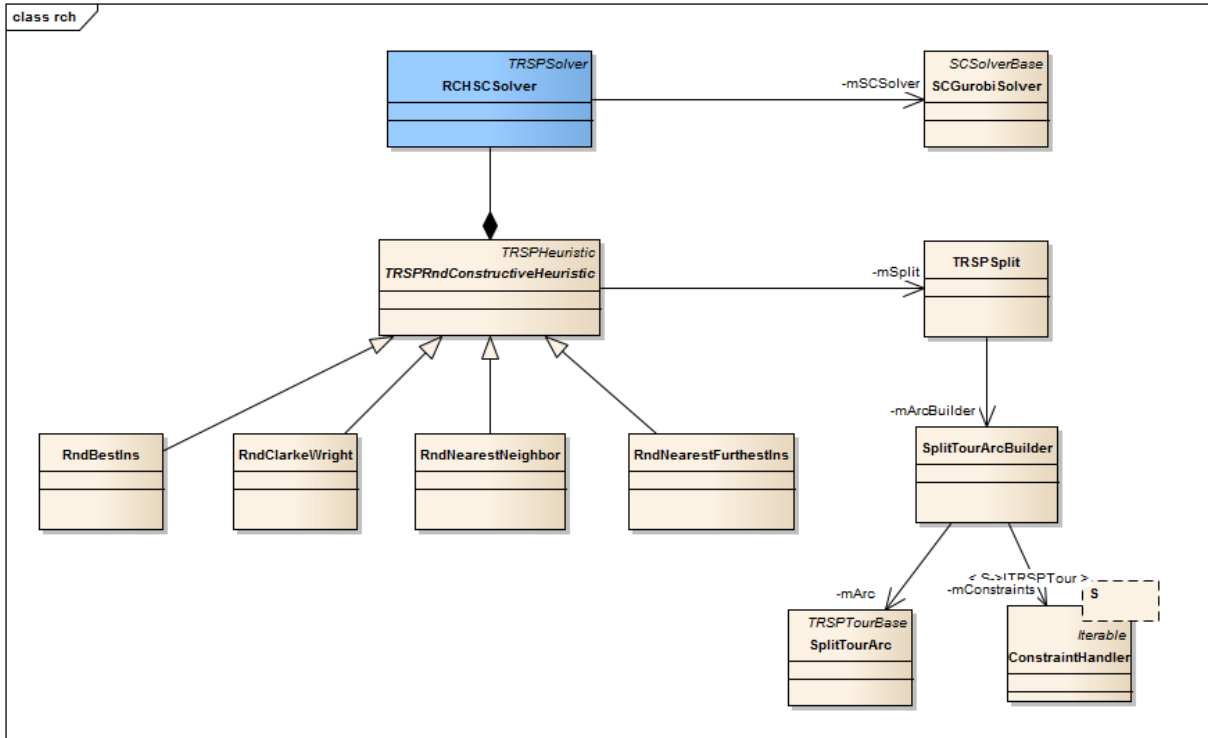 class rch
TRSPSolver
RCHSCSolver
-mSCSolver
SCSolverBase
SCGurobiSolver
TRSPHeuristic
TRSPRndConstructiveHeuristic
-mSplit
TRSPSplit
-mArcBuilder
RndBestIns
RndClarkeWright
RndNearestNeighbor
RndNearestFurthestIns
SplitTourArcBuilder
< S->ITRSPTour >
-mArc
-mConstraints
S
TRSPTourBase
SplitTourArc
Iterable
ConstraintHandler